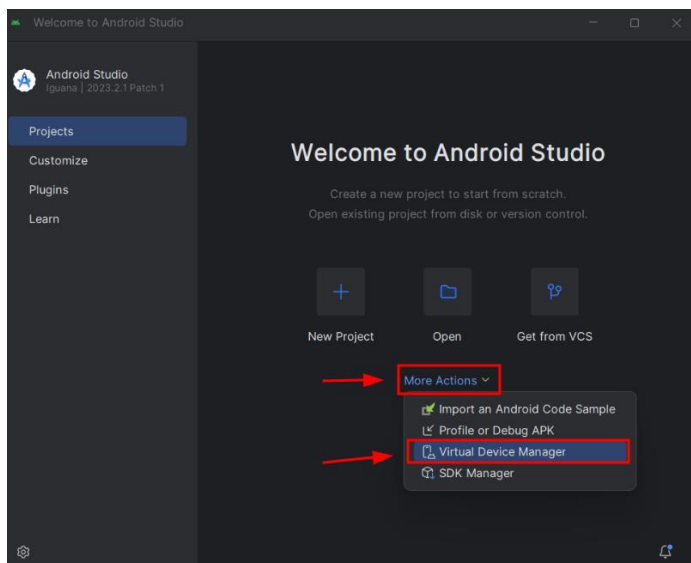 Welcome to Android Studio
Android Studio
Iguana | 2023.2.1 Patch 1
Projects
Customize
Plugins
Learn
Welcome to Android Studio
Create a new project to start from scratch.
Open existing project from disk or version control.
New Project
Open
Get from VCS
More Actions
Import an Android Code Sample
Profile or Debug APK
Virtual Device Manager
SDK Manager